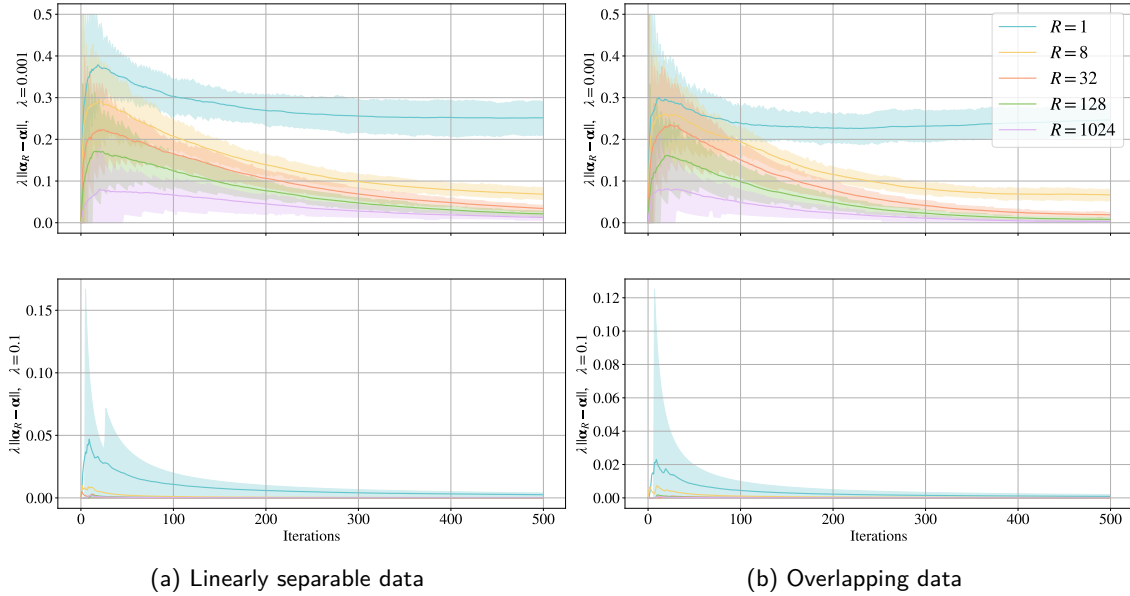 0.5
0.4
0.3
0.2
0.1
0.0
λ||α_R − α||, λ = 0.001
0.5
0.4
0.3
0.2
0.1
0.0
λ||α_R − α||, λ = 0.001
R = 1
R = 8
R = 32
R = 128
R = 1024
0.15
0.10
0.05
0.00
λ||α_R − α||, λ = 0.1
0 100 200 300 400 500
Iterations
0.12
0.10
0.08
0.06
0.04
0.02
0.00
λ||α_R − α||, λ = 0.1
0 100 200 300 400 500
Iterations
(a) Linearly separable data
(b) Overlapping data